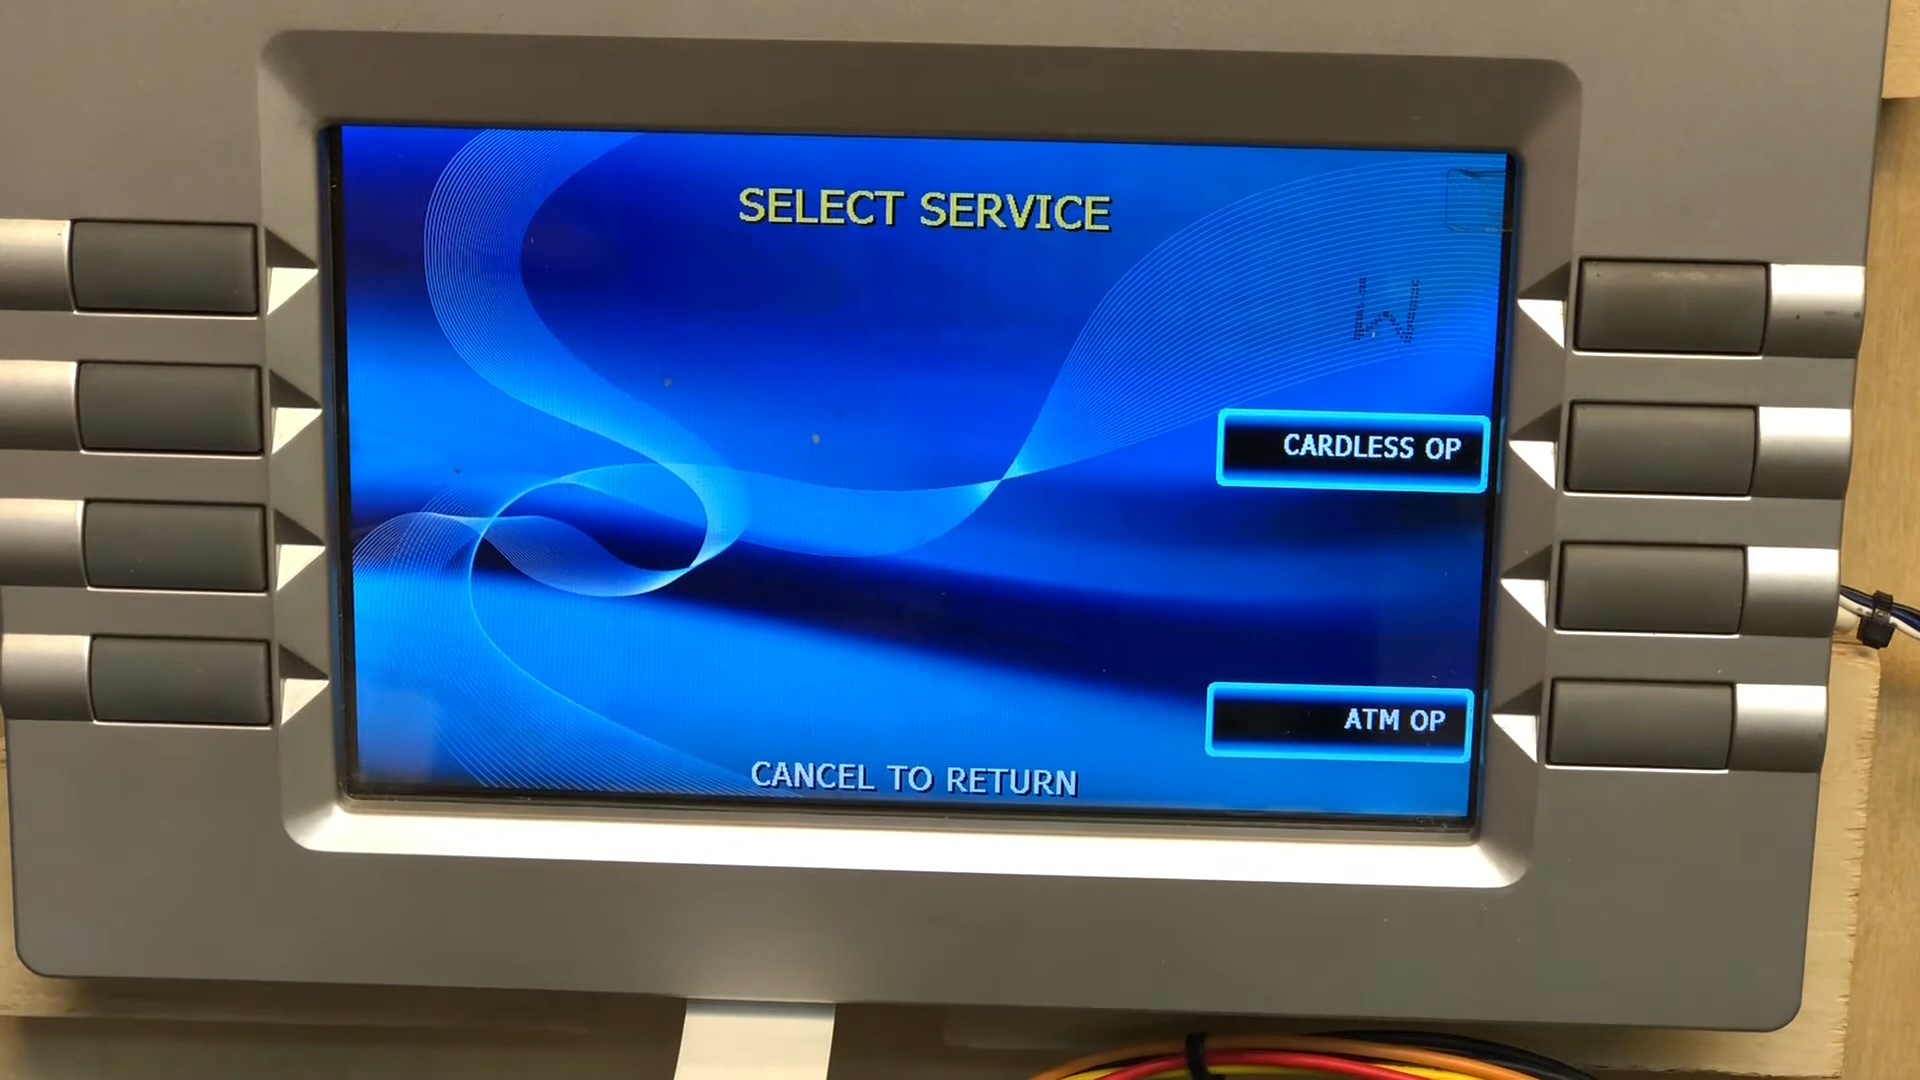 SELECT SERVICE
CARDLESS OP
ATM OP
CANCEL TO RETURN